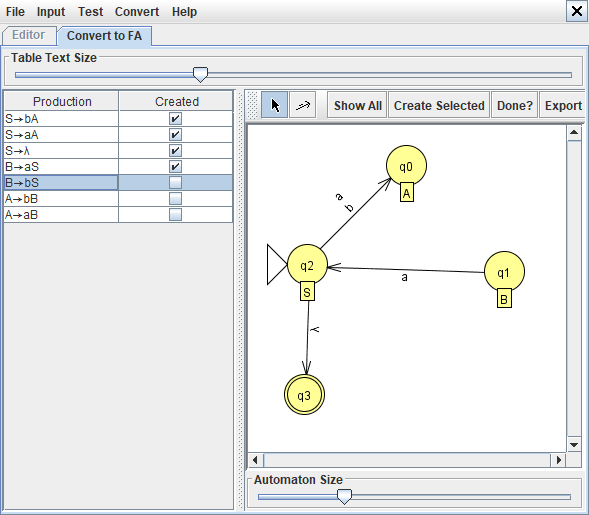 File Input Test Convert Help
Editor Convert to FA
Table Text Size
Production Created
S→bA
S→aA
S→λ
B→aS
B→bS
A→bB
A→aB
Show All Create Selected Done? Export
q0
A
a
b
q2
S
q1
B
a
λ
q3
Automaton Size